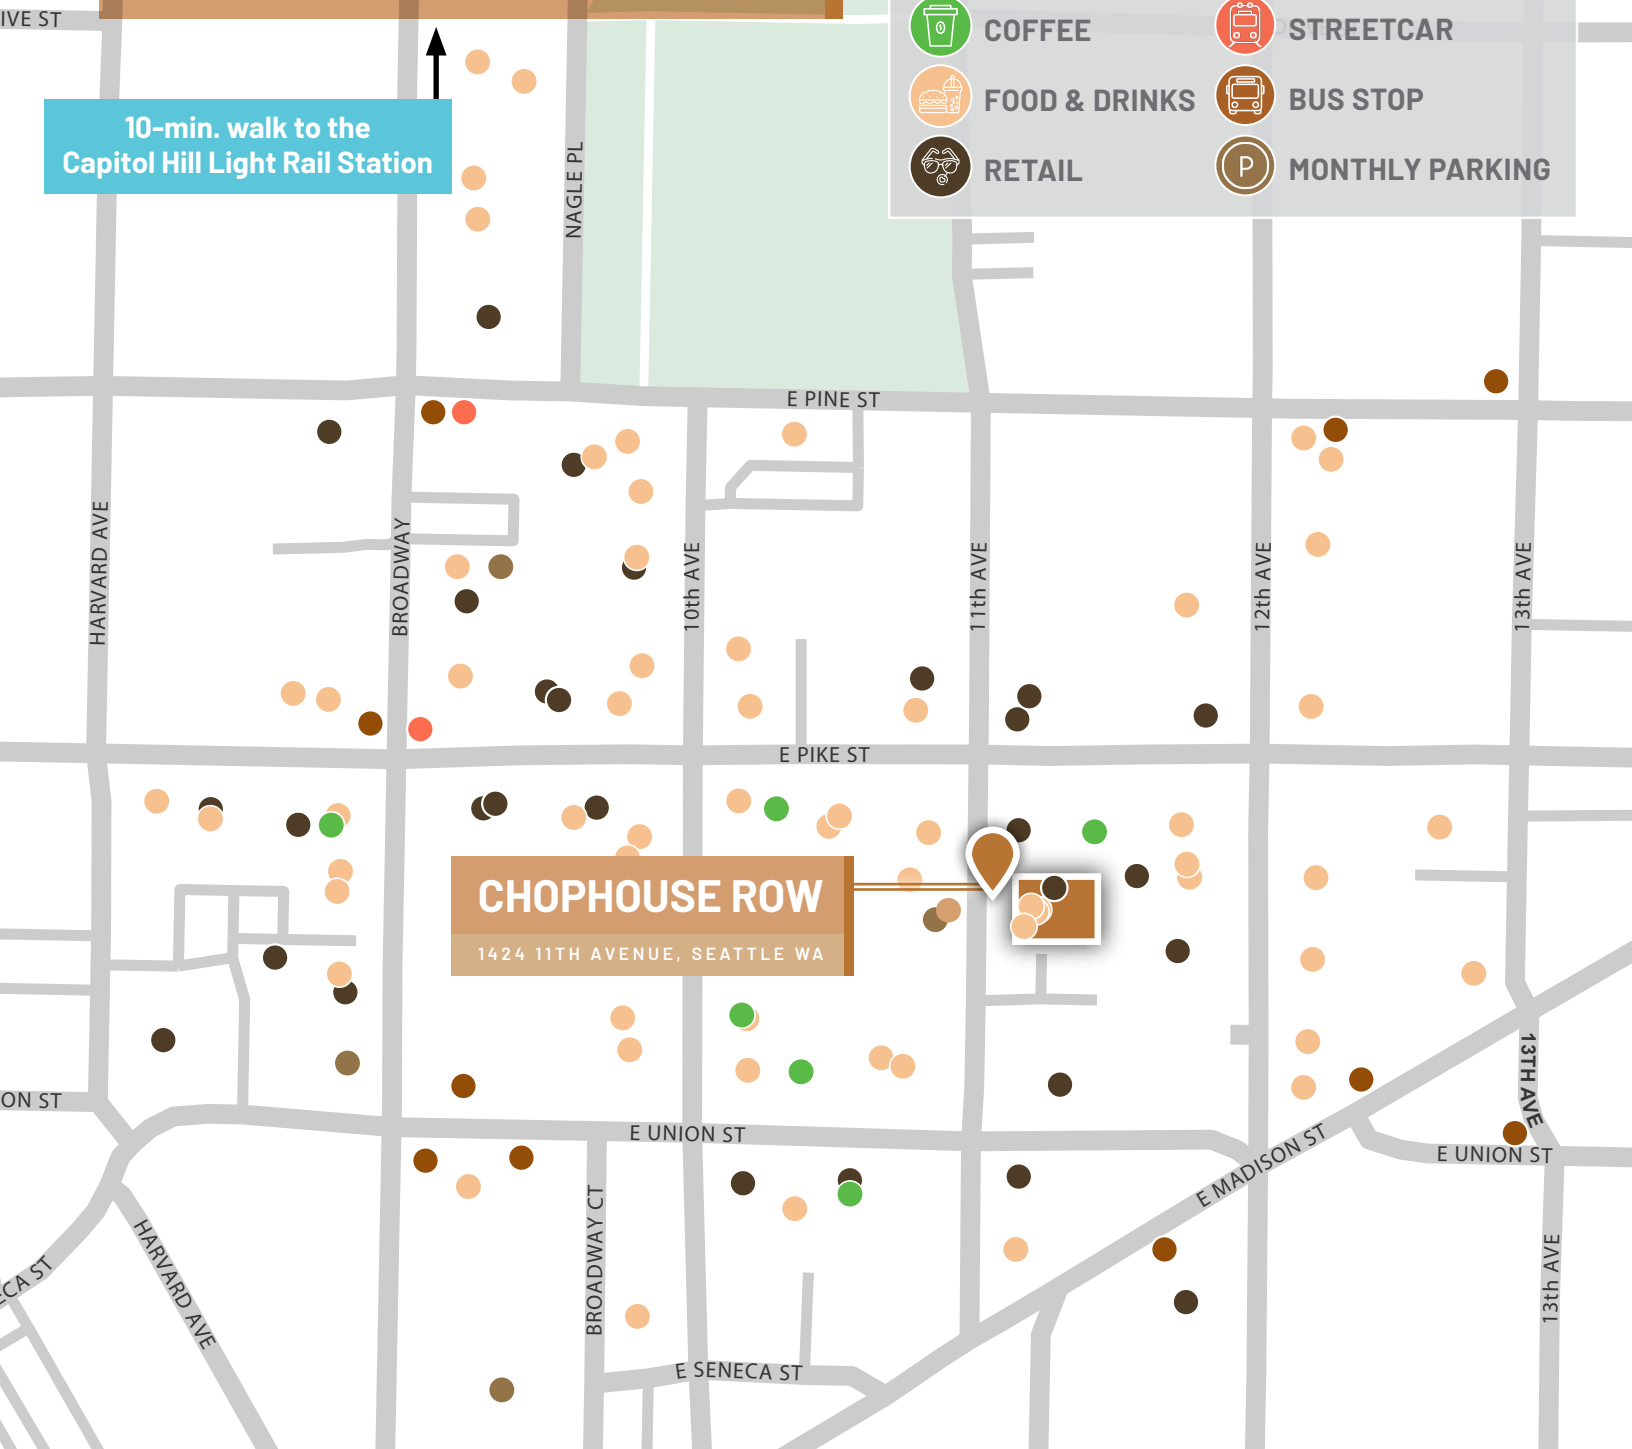 IVE ST
COFFEE
STREETCAR
FOOD & DRINKS
BUS STOP
RETAIL
P
MONTHLY PARKING
10-min. walk to the
Capitol Hill Light Rail Station
NAGLE PL
E PINE ST
HARVARD AVE
BROADWAY
10th AVE
11th AVE
12th AVE
13th AVE
E PIKE ST
CHOPHOUSE ROW
1424 11TH AVENUE, SEATTLE WA
ON ST
E UNION ST
13TH AVE
E UNION ST
E MADISON ST
HARVARD AVE
BROADWAY CT
13th AVE
ECA ST
E SENECA ST